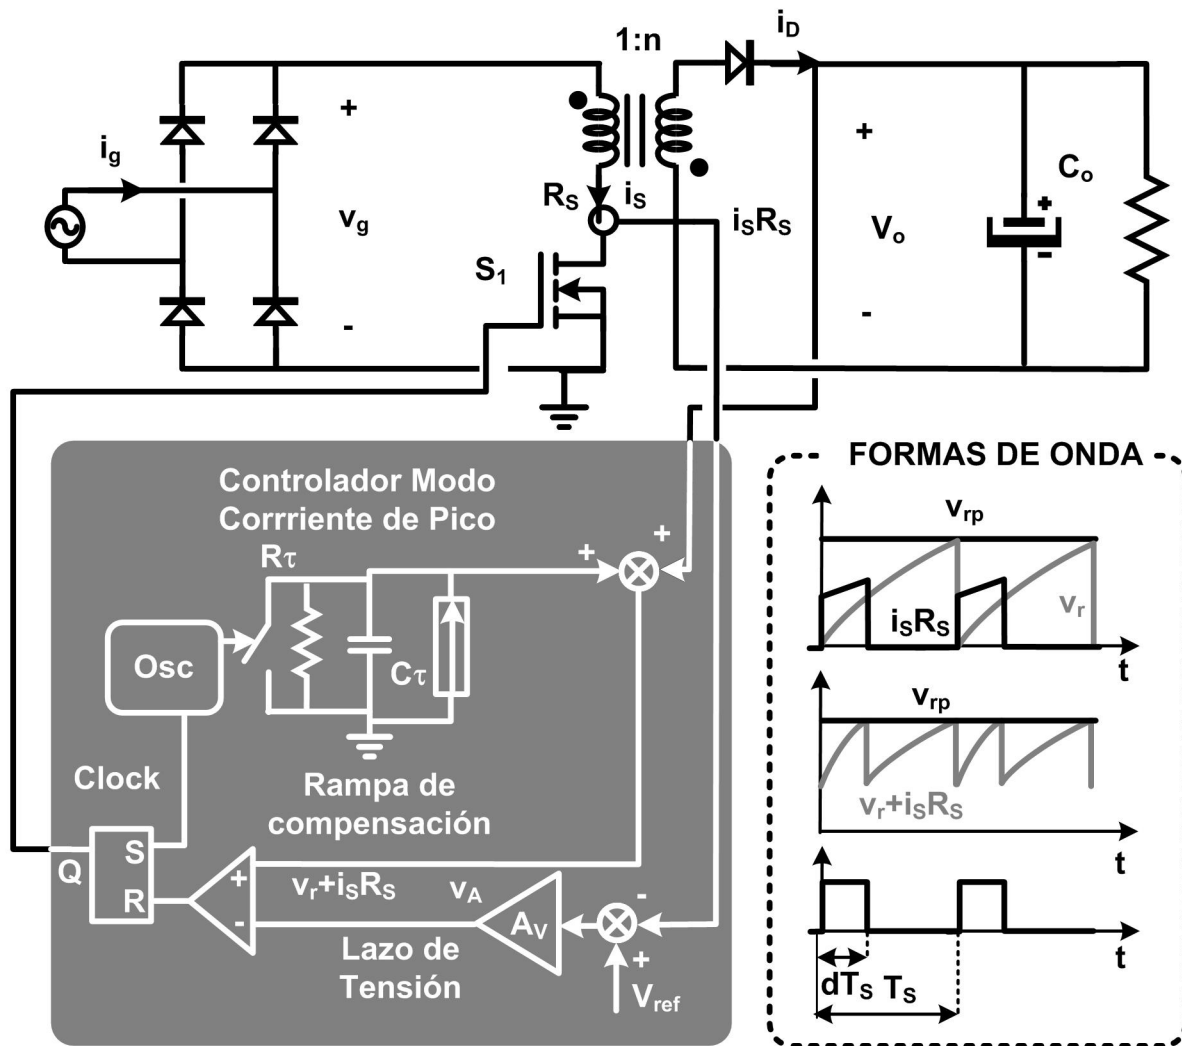 1:n
i_D
+
i_g
v_g
-
R_S
i_S
i_SR_S
S_1
+
V_o
-
C_o
+
-
Controlador Modo
Corrriente de Pico
Rτ
+
+
Osc
Cτ
Clock
Rampa de
compensación
Q
S
R
+
-
v_r+i_SR_S
v_A
A_V
-
+
Lazo de
Tensión
V_ref
FORMAS DE ONDA
v_rp
v_r
i_SR_S
t
v_rp
v_r+i_SR_S
t
t
dT_S
T_S